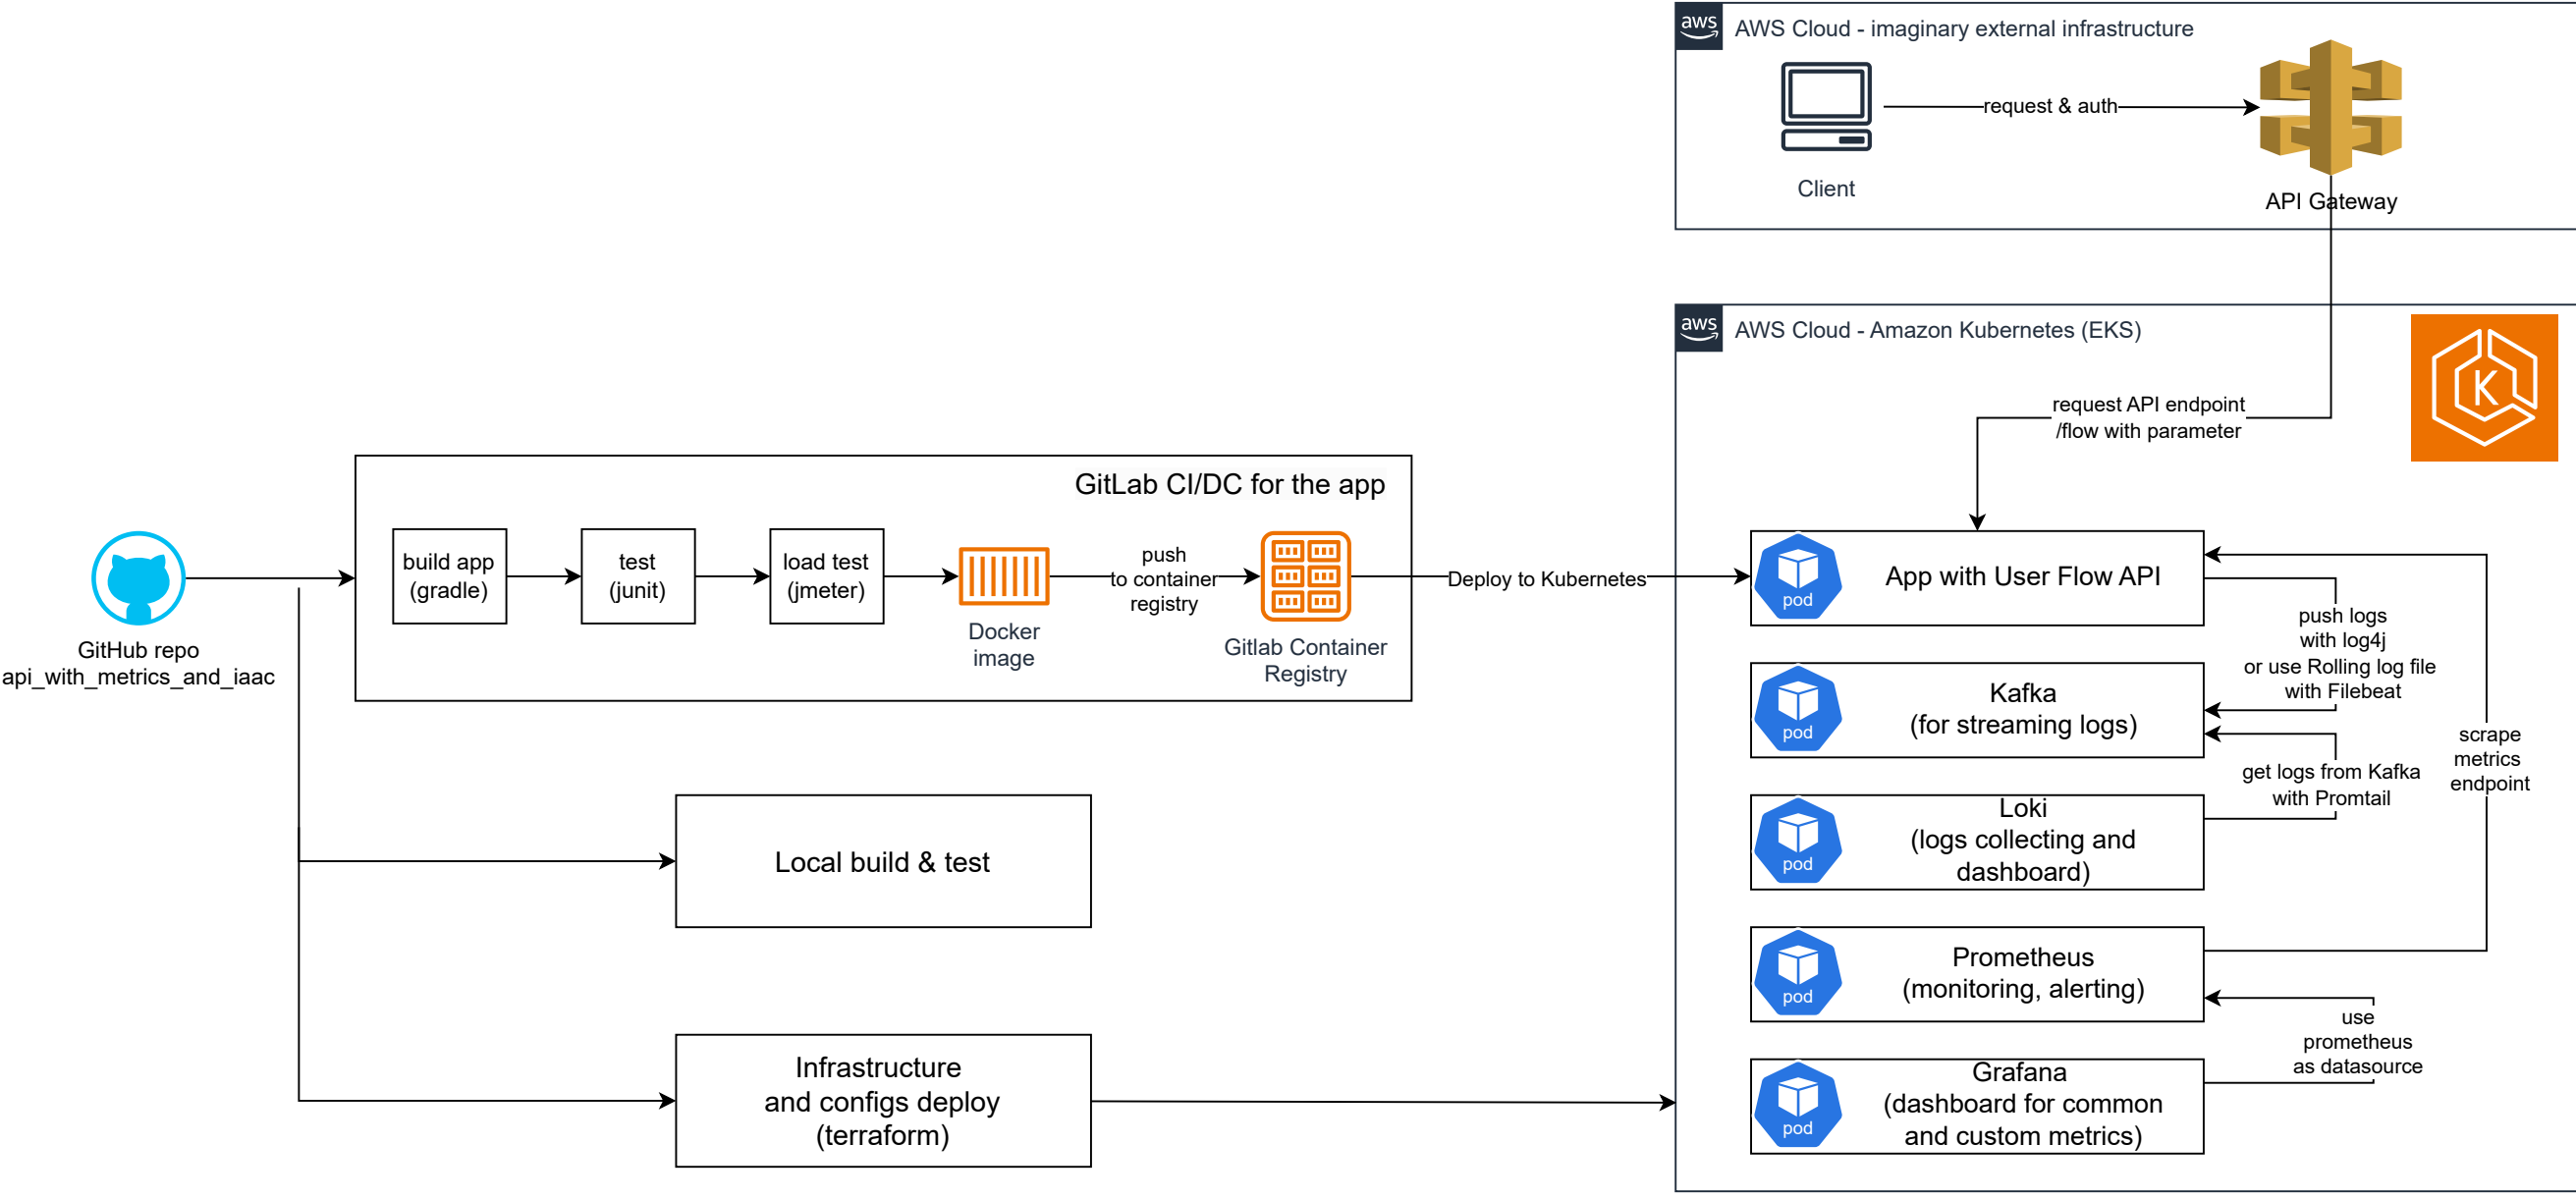 aws
AWS Cloud - imaginary external infrastructure
request & auth
Client
API Gateway
aws
AWS Cloud - Amazon Kubernetes (EKS)
K
request API endpoint
/flow with parameter
GitLab CI/DC for the app
GitHub repo
api_with_metrics_and_iaac
build app
(gradle)
test
(junit)
load test
(jmeter)
Docker
image
push
to container
registry
Gitlab Container
Registry
Deploy to Kubernetes
pod
App with User Flow API
push logs
with log4j
or use Rolling log file
with Filebeat
pod
Kafka
(for streaming logs)
get logs from Kafka
with Promtail
scrape
metrics
endpoint
pod
Loki
(logs collecting and
dashboard)
Local build & test
pod
Prometheus
(monitoring, alerting)
use
prometheus
as datasource
pod
Grafana
(dashboard for common
and custom metrics)
Infrastructure
and configs deploy
(terraform)